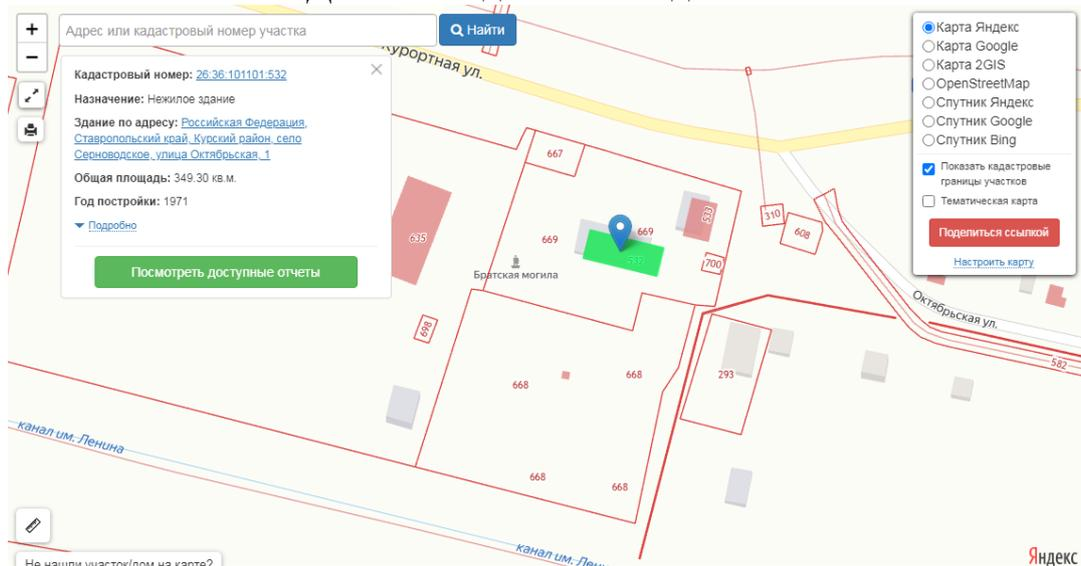 +
Адрес или кадастровый номер участка
Найти
−
Курортная ул.
Кадастровый номер: 26:36:101101:532
Назначение: Нежилое здание
Здание по адресу: Российская Федерация,
Ставропольский край, Курский район, село
Серноводское, улица Октябрьская, 1
Общая площадь: 349.30 кв.м.
Год постройки: 1971
Подробно
Посмотреть доступные отчеты
Карта Яндекс
Карта Google
Карта 2GIS
OpenStreetMap
Спутник Яндекс
Спутник Google
Спутник Bing
Показать кадастровые
границы участков
Тематическая карта
Поделиться ссылкой
Настроить карту
667
635
669
669
533
310
608
532
700
Братская могила
Октябрьская ул.
698
582
668
668
293
канал им. Ленина
668
668
Не нашли участок/дом на карте?
Яндекс